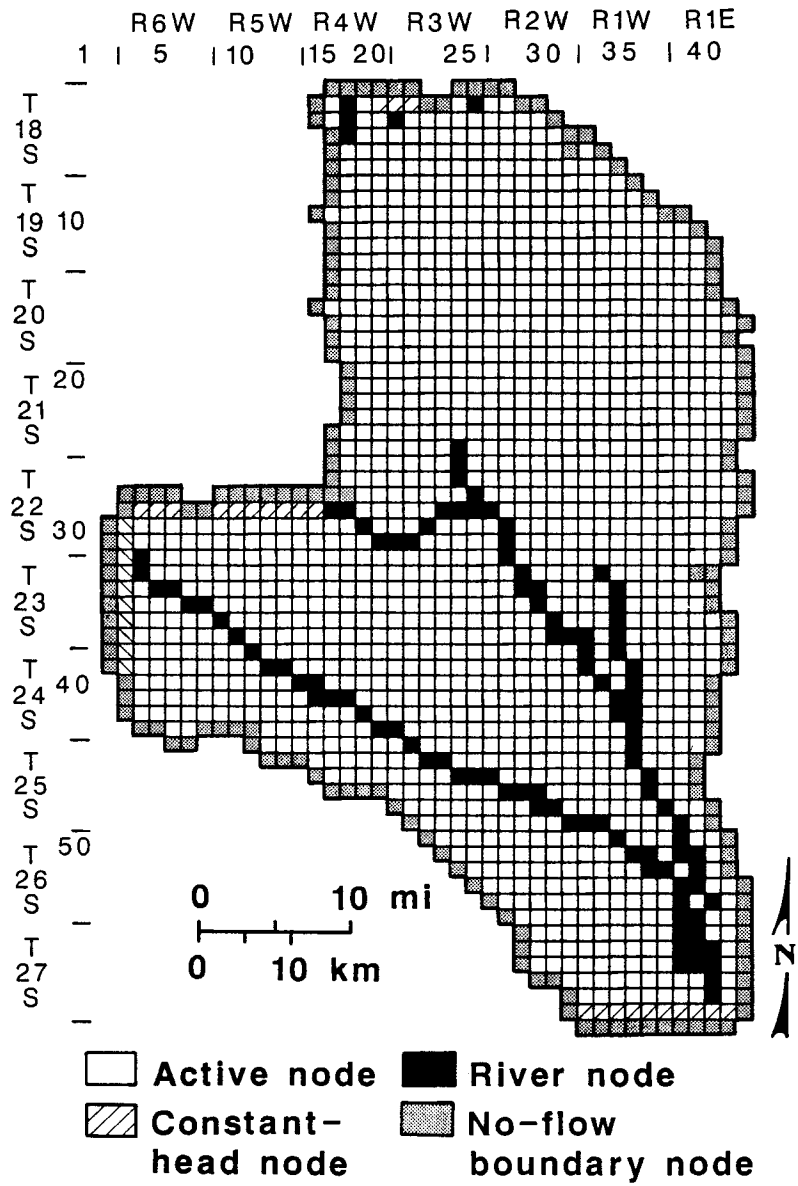 R6W R5W R4W R3W R2W R1W R1E
1 | 5 | 10 | 15 20 | 25 | 30 | 35 | 40
T
18
S
T
19 10
S
T
20
S
T 20
21
S
T
22
S 30
T
23
S
T
24 40
S
T
25
S
T 50
26
S
T
27
S
0 10 mi
0 10 km
N
Active node
River node
Constant-
head node
No-flow
boundary node